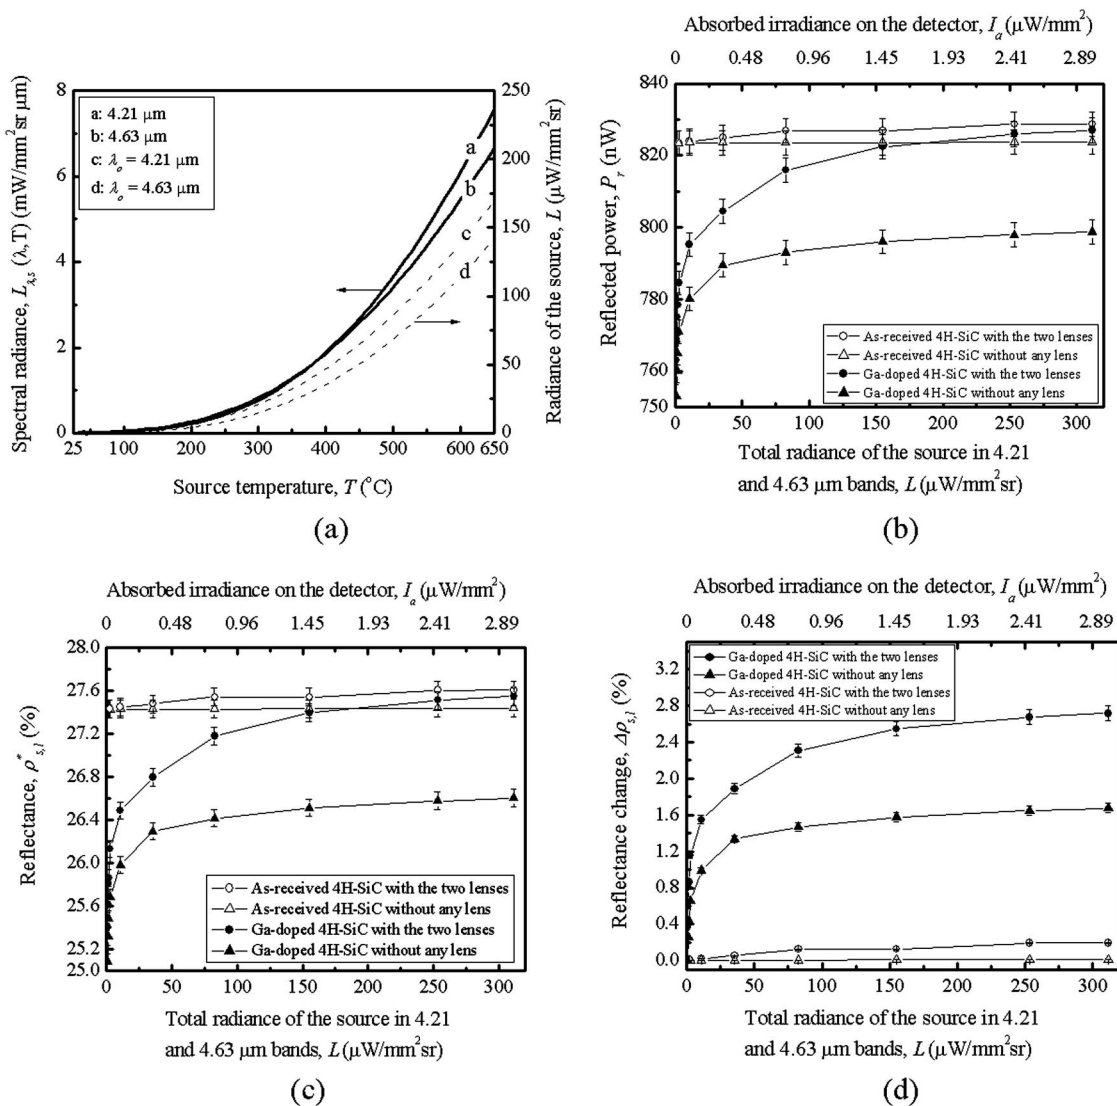 8
6
4
2
0
Spectral radiance, L_{λ,s} (λ,T) (mW/mm²sr μm)
a: 4.21 μm
b: 4.63 μm
c: λ_o = 4.21 μm
d: λ_o = 4.63 μm
a
b
c
d
250
200
150
100
50
0
Radiance of the source, L (μW/mm²sr)
25 100 200 300 400 500 600 650
Source temperature, T (°C)
(a)
Absorbed irradiance on the detector, I_a (μW/mm²)
0 0.48 0.96 1.45 1.93 2.41 2.89
840
820
800
780
760
750
Reflected power, P_r (nW)
As-received 4H-SiC with the two lenses
As-received 4H-SiC without any lens
Ga-doped 4H-SiC with the two lenses
Ga-doped 4H-SiC without any lens
0 50 100 150 200 250 300
Total radiance of the source in 4.21
and 4.63 μm bands, L (μW/mm²sr)
(b)
Absorbed irradiance on the detector, I_a (μW/mm²)
0 0.48 0.96 1.45 1.93 2.41 2.89
28.0
27.6
27.2
26.8
26.4
26.0
25.6
25.2
25.0
Reflectance, ρ*_{s,l} (%)
As-received 4H-SiC with the two lenses
As-received 4H-SiC without any lens
Ga-doped 4H-SiC with the two lenses
Ga-doped 4H-SiC without any lens
0 50 100 150 200 250 300
Total radiance of the source in 4.21
and 4.63 μm bands, L (μW/mm²sr)
(c)
Absorbed irradiance on the detector, I_a (μW/mm²)
0 0.48 0.96 1.45 1.93 2.41 2.89
3.2
2.8
2.4
2.0
1.6
1.2
0.8
0.4
0.0
Reflectance change, Δρ_{s,l} (%)
Ga-doped 4H-SiC with the two lenses
Ga-doped 4H-SiC without any lens
As-received 4H-SiC with the two lenses
As-received 4H-SiC without any lens
0 50 100 150 200 250 300
Total radiance of the source in 4.21
and 4.63 μm bands, L (μW/mm²sr)
(d)